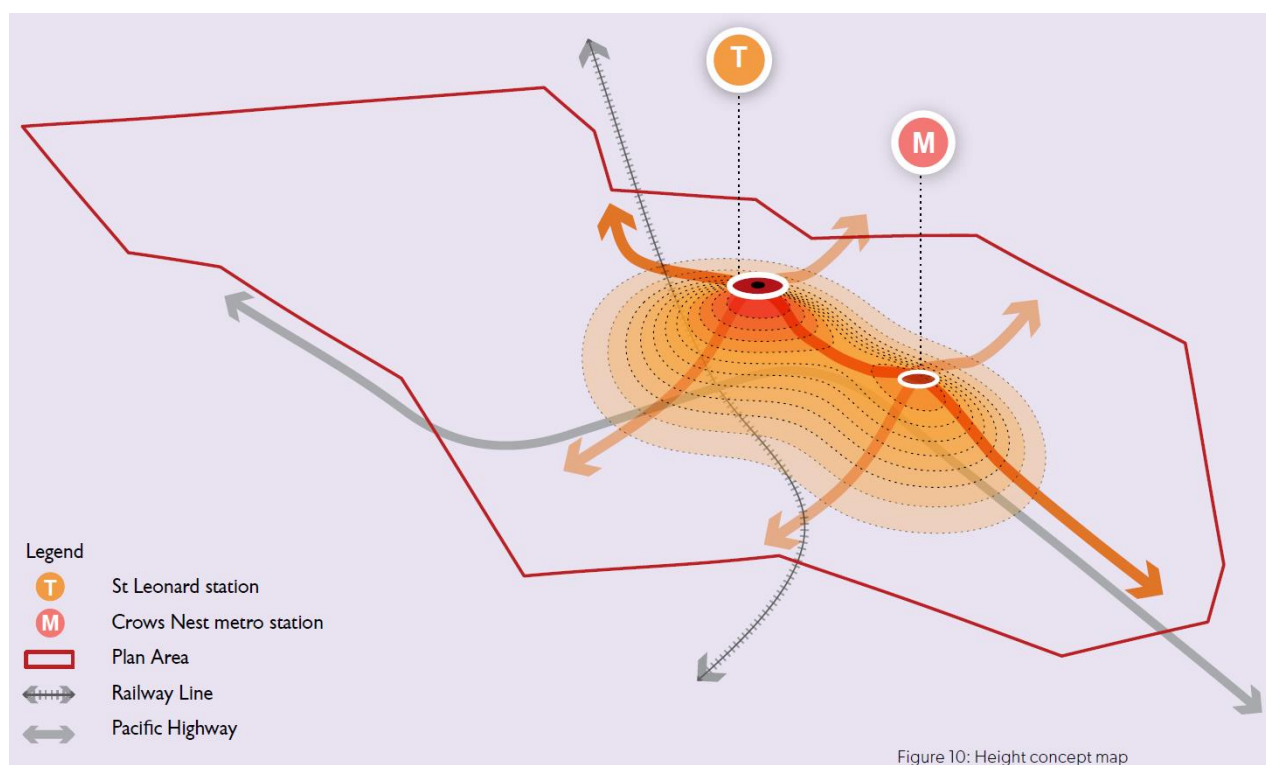 T
M
Legend
T St Leonard station
M Crows Nest metro station
Plan Area
Railway Line
Pacific Highway
Figure 10: Height concept map